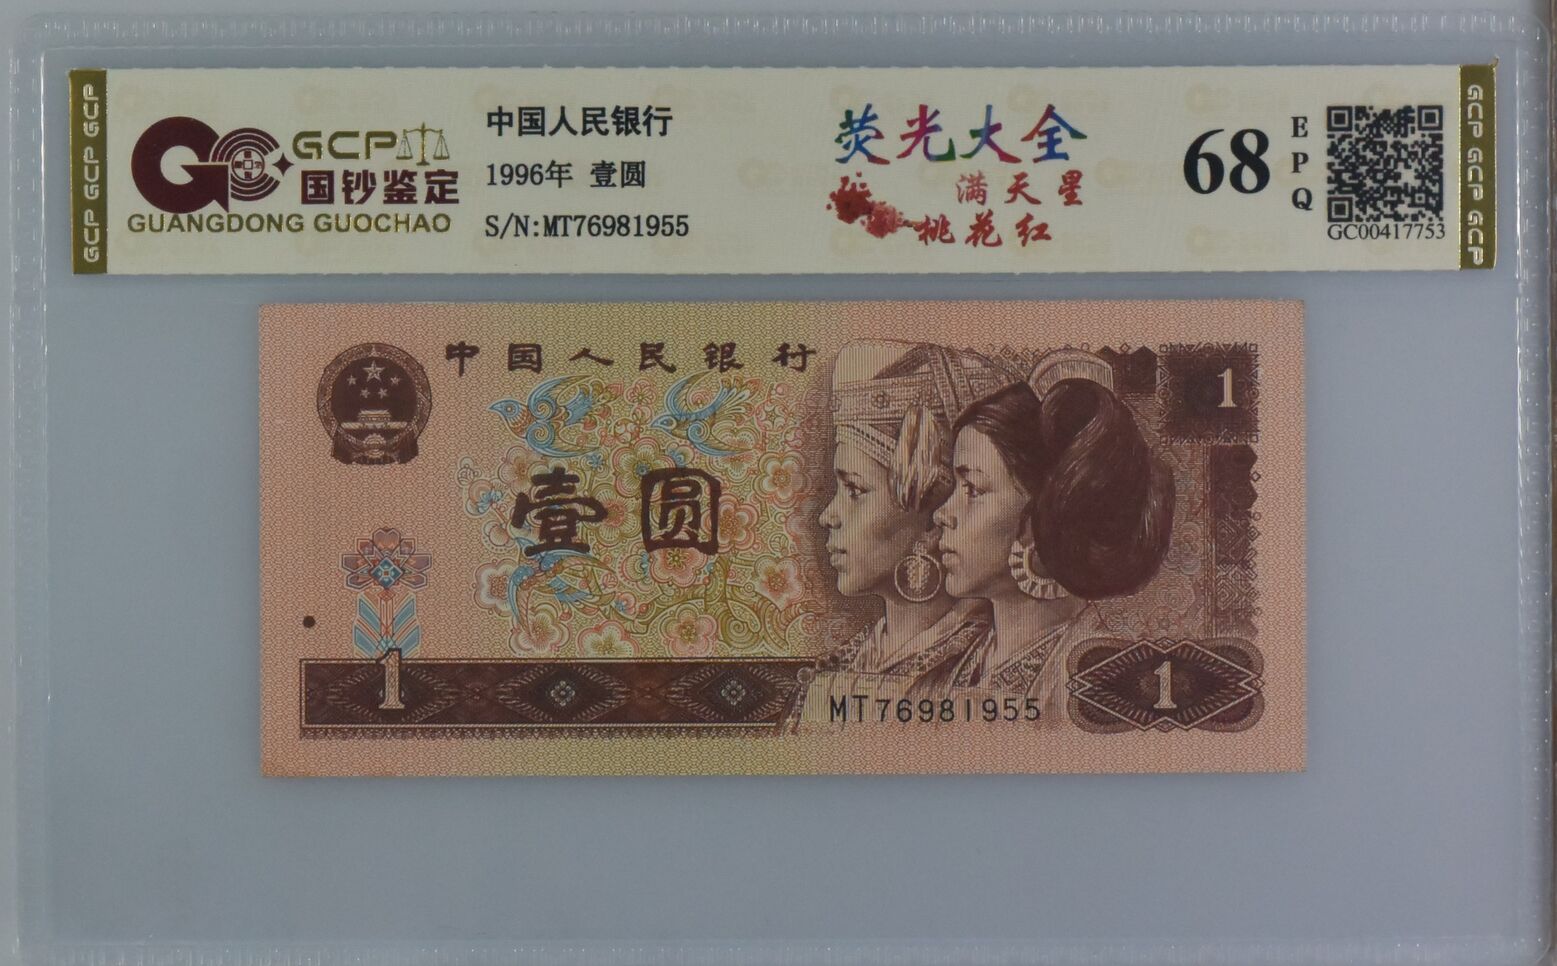 GCP GCP GCP
GCP
国钞鉴定
GUANGDONG GUOCHAO
中国人民银行
1996年 壹圆
S/N:MT76981955
荧光大全
满天星
桃花红
68
EPQ
GC00417753
GCP GCP GCP
中国人民银行
1
壹圆
1
MT76981955
1